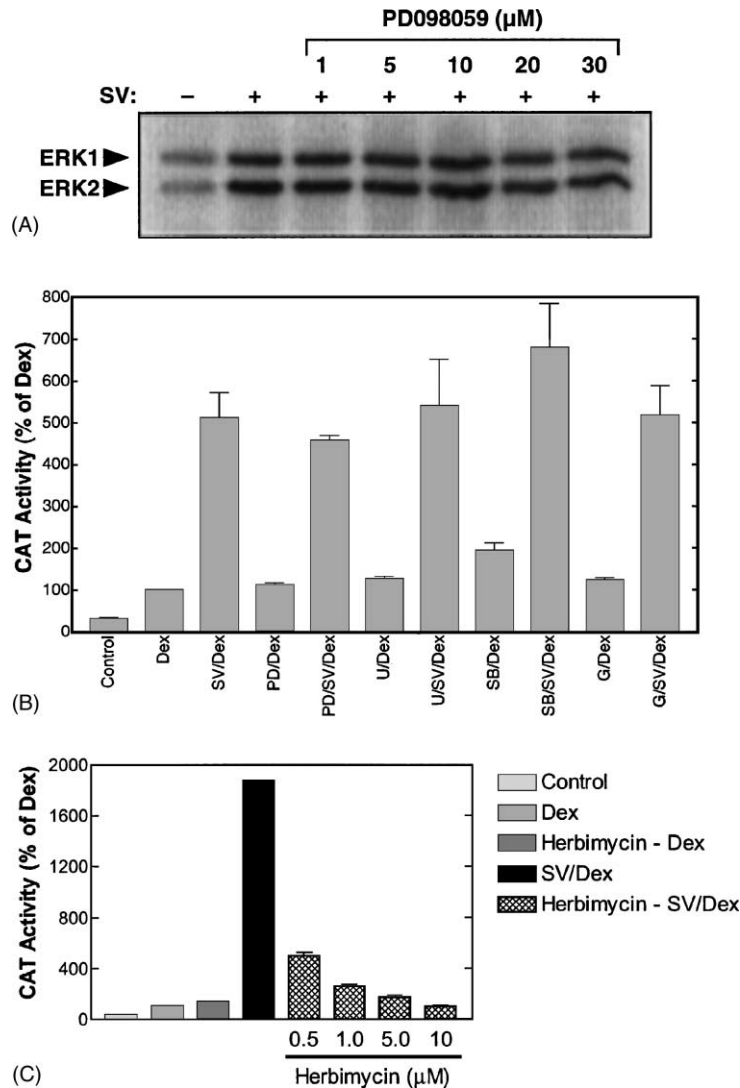 PD098059 (µM)
1 5 10 20 30
SV: – + + + + + +
ERK1
ERK2
(A)
CAT Activity (% of Dex)
800
700
600
500
400
300
200
100
0
Control Dex SV/Dex PD/Dex PD/SV/Dex U/Dex U/SV/Dex SB/Dex SB/SV/Dex G/Dex G/SV/Dex
(B)
CAT Activity (% of Dex)
2000
1800
1200
800
400
0
0.5 1.0 5.0 10
Herbimycin (µM)
Control
Dex
Herbimycin - Dex
SV/Dex
Herbimycin - SV/Dex
(C)